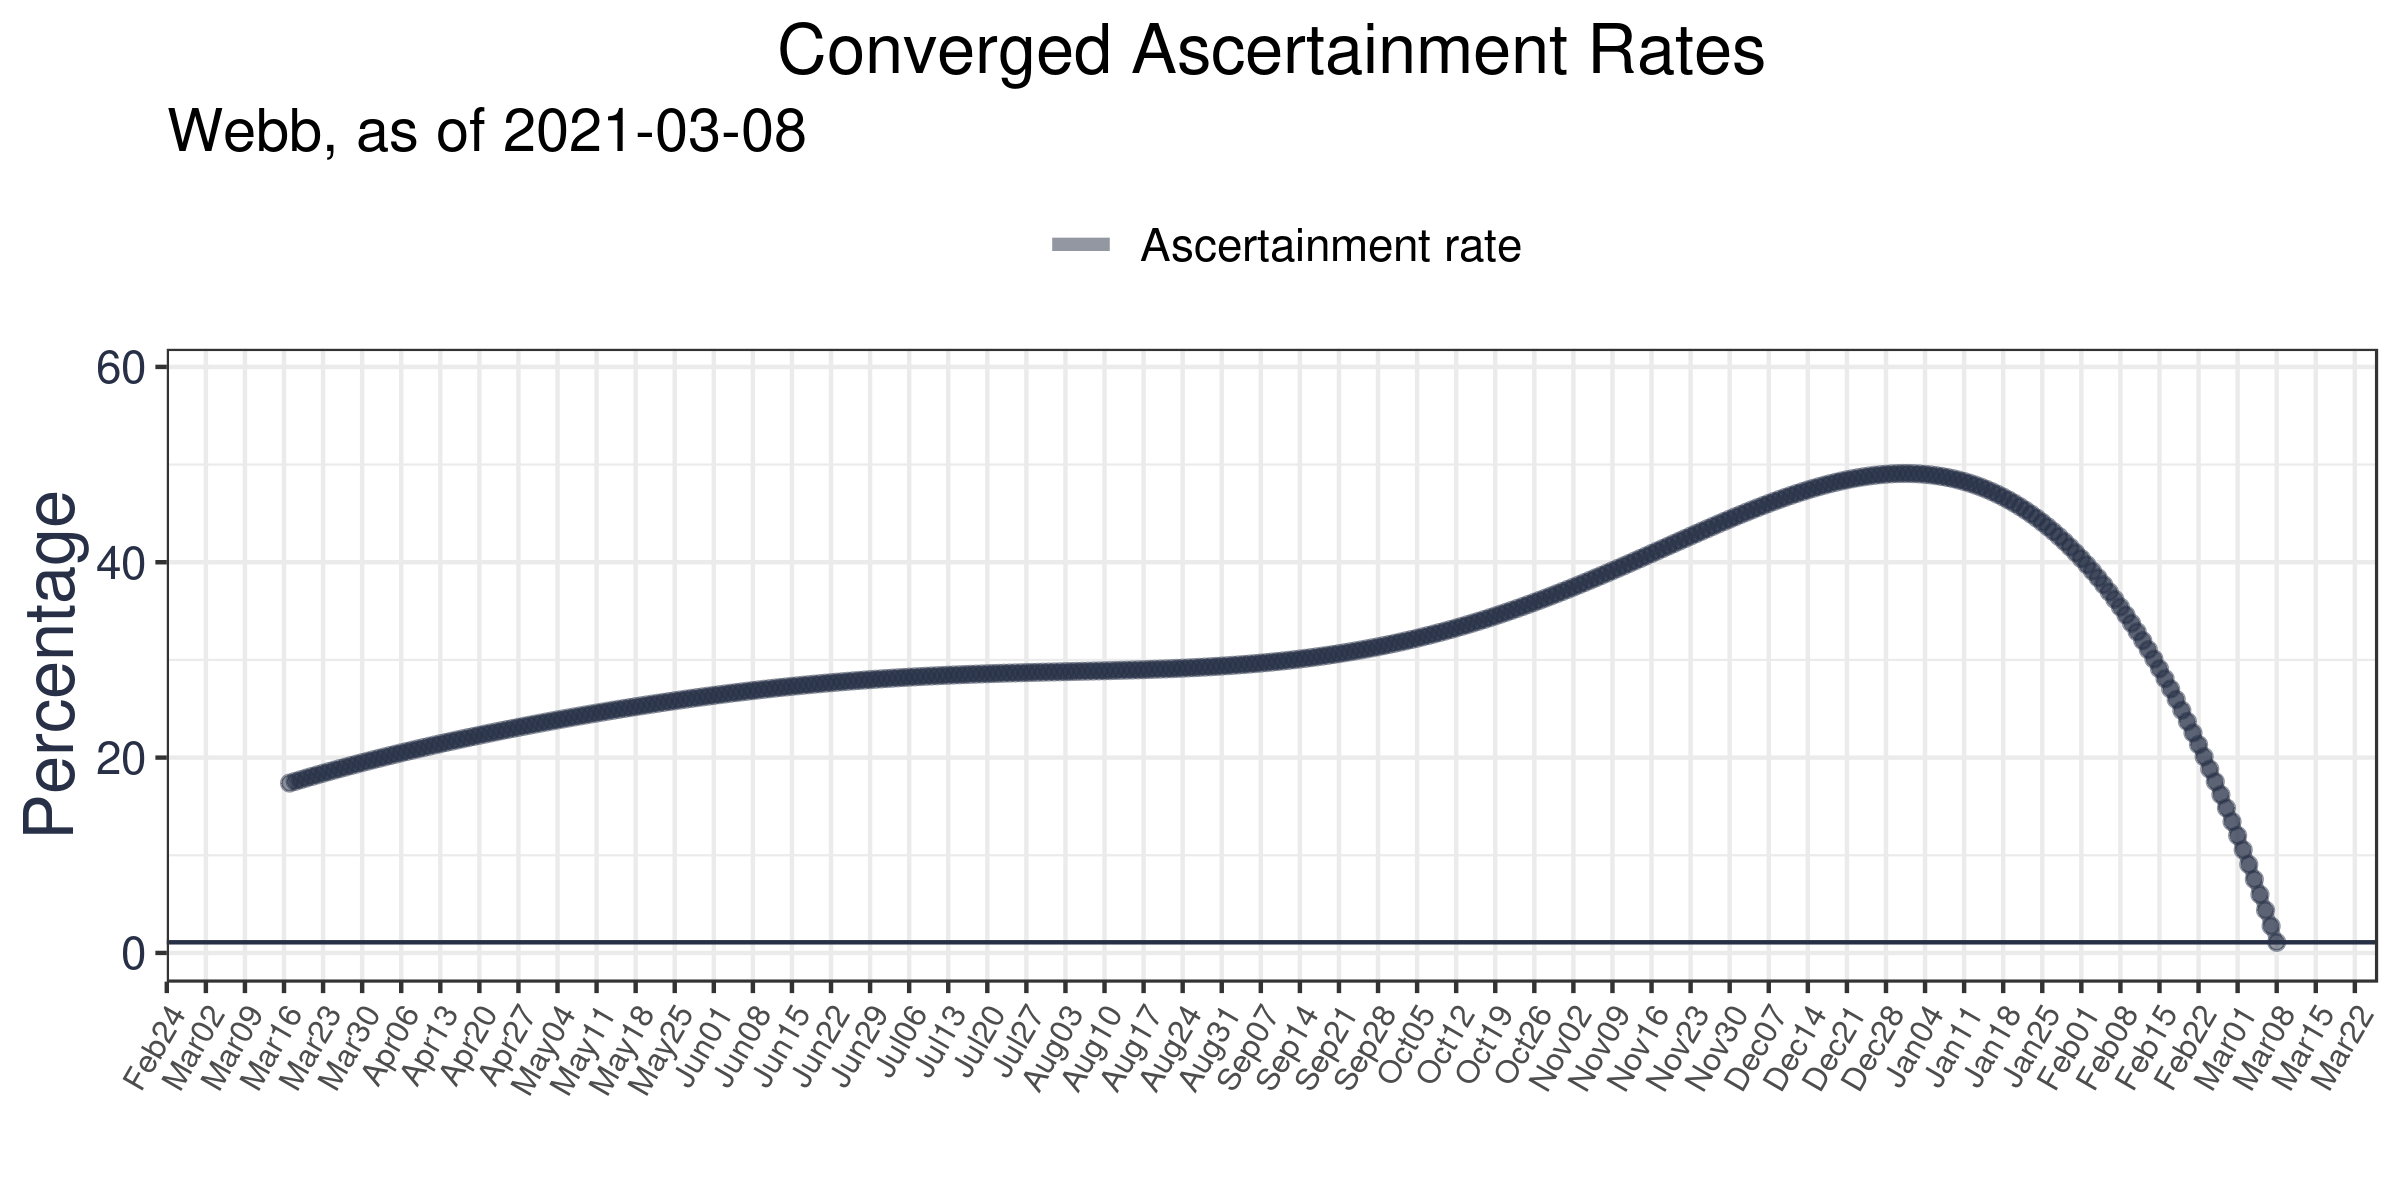 Converged Ascertainment Rates
Webb, as of 2021-03-08
Ascertainment rate
Percentage
60
40
20
0
Feb24 Mar02 Mar09 Mar16 Mar23 Mar30 Apr06 Apr13 Apr20 Apr27 May04 May11 May18 May25 Jun01 Jun08 Jun15 Jun22 Jun29 Jul06 Jul13 Jul20 Jul27 Aug03 Aug10 Aug17 Aug24 Aug31 Sep07 Sep14 Sep21 Sep28 Oct05 Oct12 Oct19 Oct26 Nov02 Nov09 Nov16 Nov23 Nov30 Dec07 Dec14 Dec21 Dec28 Jan04 Jan11 Jan18 Jan25 Feb01 Feb08 Feb15 Feb22 Mar01 Mar08 Mar15 Mar22